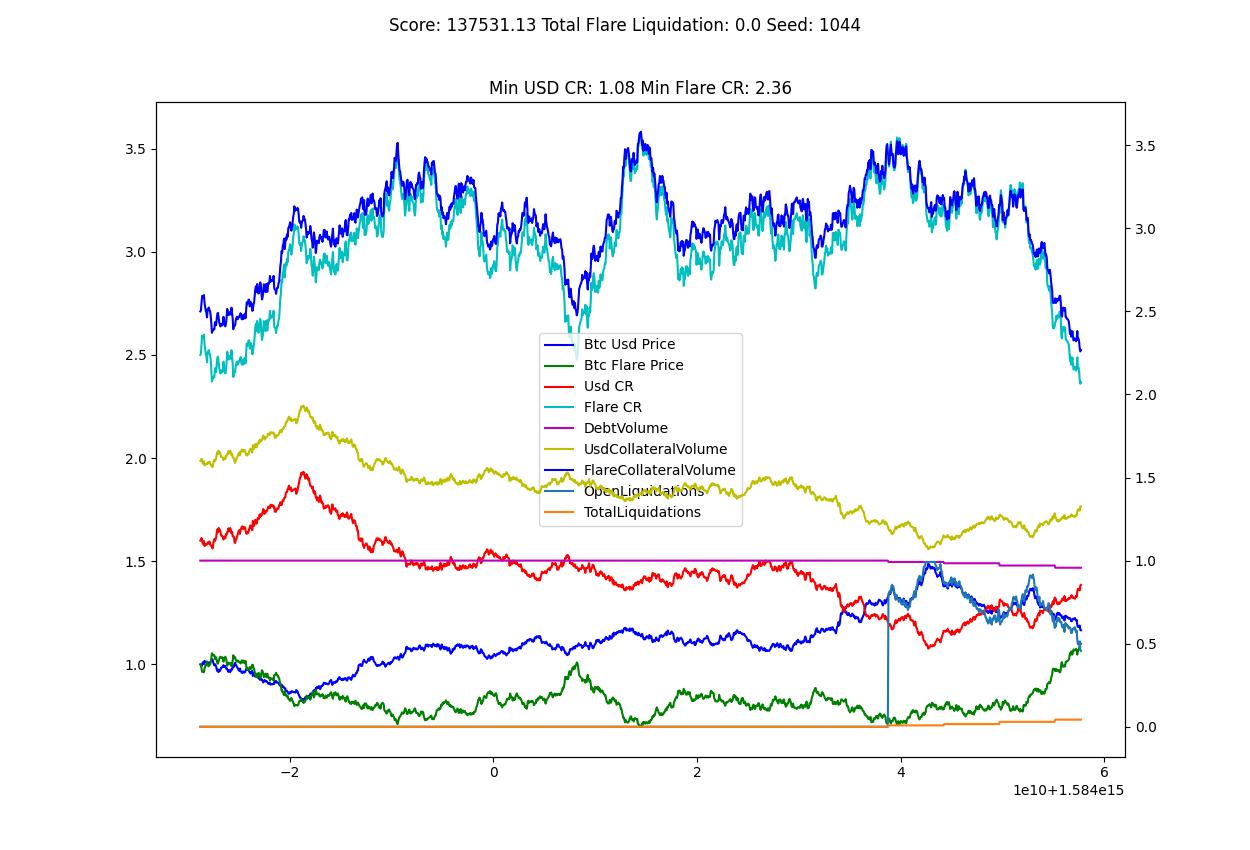 Score: 137531.13 Total Flare Liquidation: 0.0 Seed: 1044
Min USD CR: 1.08 Min Flare CR: 2.36
3.5
3.0
2.5
2.0
1.5
1.0
3.5
3.0
2.5
2.0
1.5
1.0
0.5
0.0
Btc Usd Price
Btc Flare Price
Usd CR
Flare CR
DebtVolume
UsdCollateralVolume
FlareCollateralVolume
OpenLiquidations
TotalLiquidations
−2 0 2 4 6
1e10+1.584e15